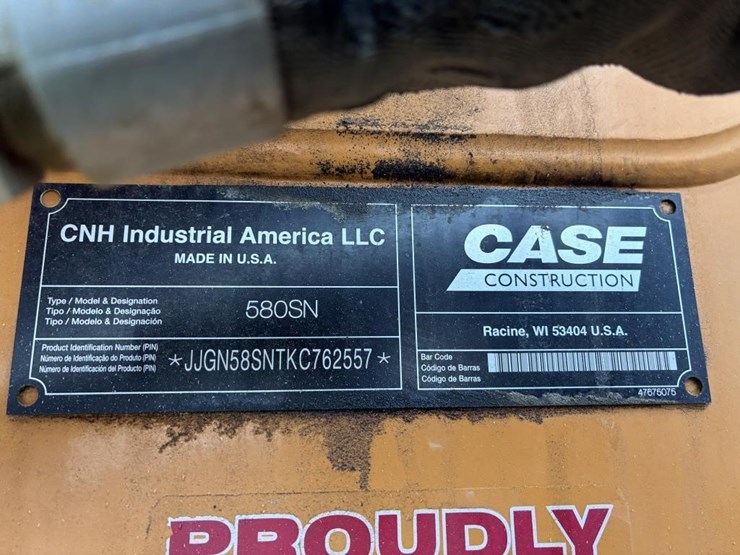 CNH Industrial America LLC
MADE IN U.S.A.
Type / Model & Designation
Tipo / Modelo & Designação
Tipo / Modelo & Designación
580SN
Product Identification Number (PIN)
Número de Identificação do Produto (PIN)
Número de Identificación del Producto (PIN)
*JJGN58SNTKC762557*
CASE
CONSTRUCTION
Racine, WI 53404 U.S.A.
Bar Code
Código de Barras
Código de Barras
47675075
PROUDLY